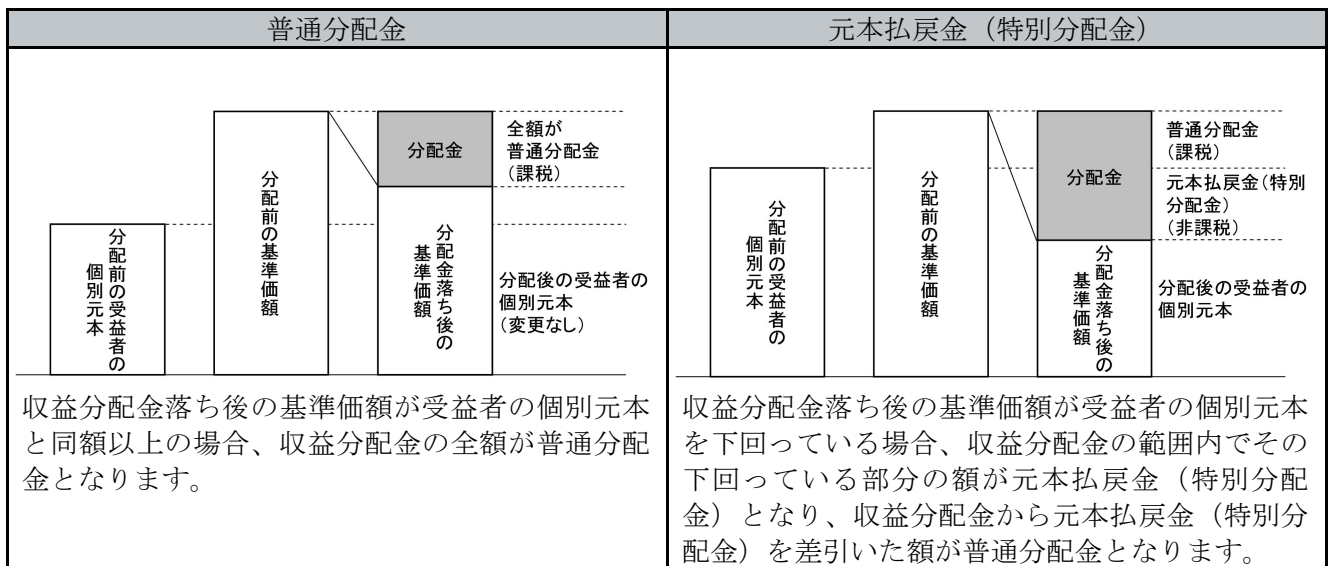 普通分配金
分配前の受益者の
個別元本
分配前の基準価額
分配金
分配金落ち後の
基準価額
全額が
普通分配金
(課税)
分配後の受益者の
個別元本
(変更なし)
収益分配金落ち後の基準価額が受益者の個別元本
と同額以上の場合、収益分配金の全額が普通分配
金となります。
元本払戻金（特別分配金）
分配前の受益者の
個別元本
分配前の基準価額
分配金
分配金落ち後の
基準価額
普通分配金
(課税)
元本払戻金(特別
分配金)
(非課税)
分配後の受益者の
個別元本
収益分配金落ち後の基準価額が受益者の個別元本
を下回っている場合、収益分配金の範囲内でその
下回っている部分の額が元本払戻金（特別分配
金）となり、収益分配金から元本払戻金（特別分
配金）を差引いた額が普通分配金となります。